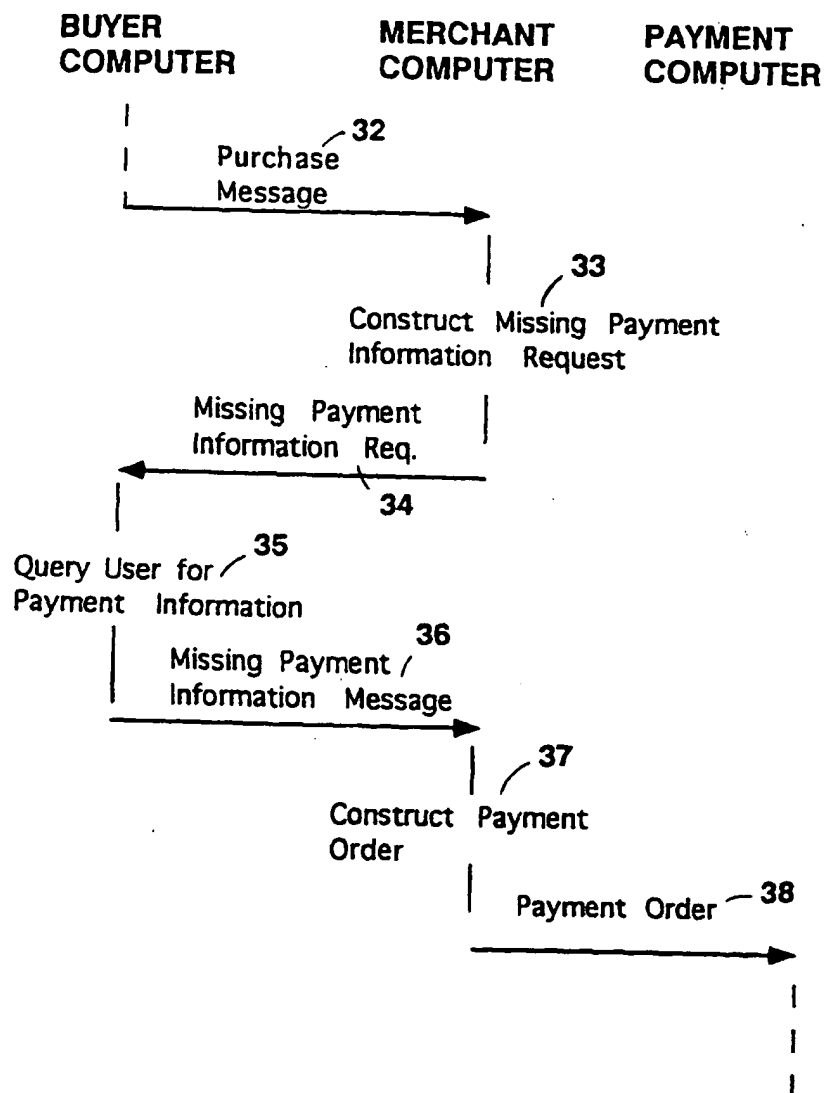 BUYER COMPUTER
MERCHANT COMPUTER
PAYMENT COMPUTER
32
Purchase
Message
33
Construct Missing Payment
Information Request
Missing Payment
Information Req.
34
35
Query User for
Payment Information
36
Missing Payment
Information Message
37
Construct Payment
Order
Payment Order 38